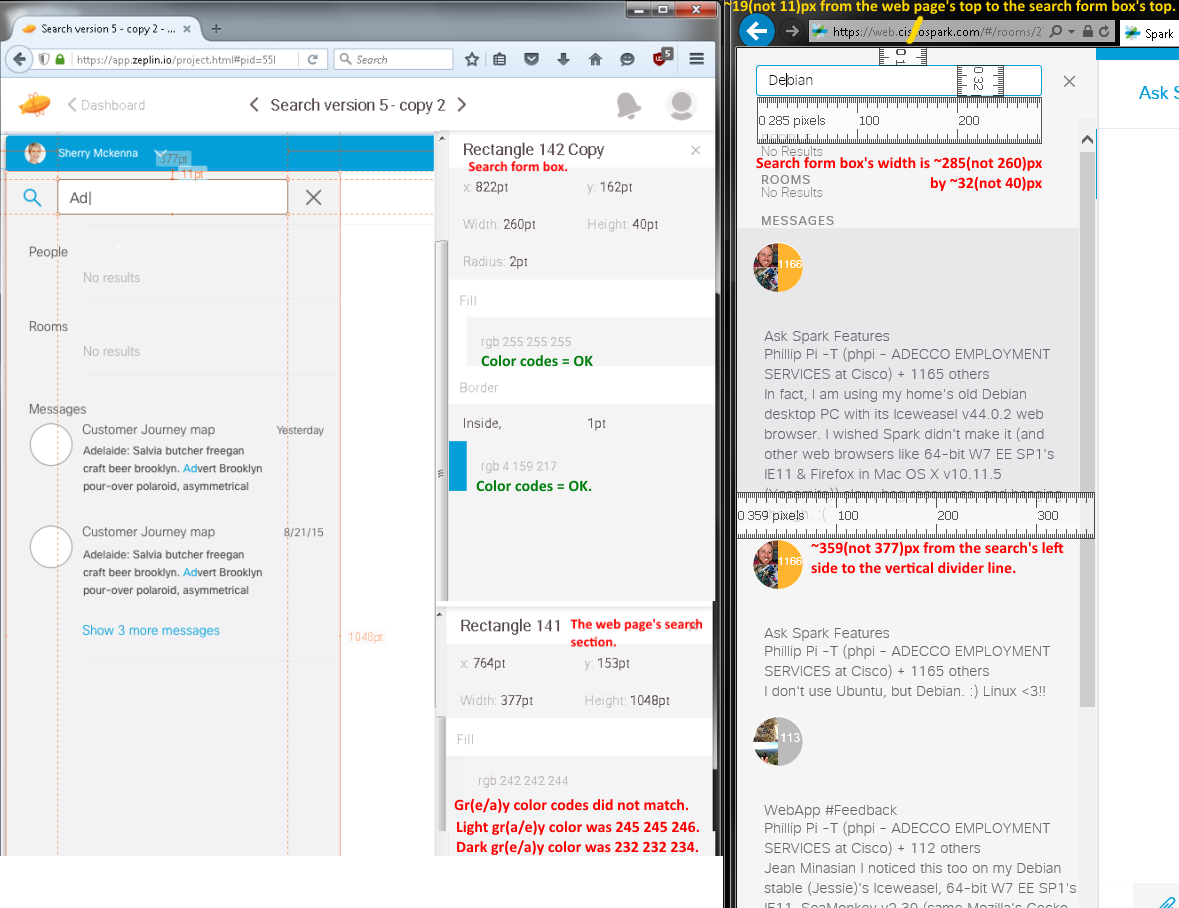 Search version 5 - copy 2 - ...
https://app.zeplin.io/project.html#pid=55l
Search
5
Dashboard
Search version 5 - copy 2
Sherry Mckenna
377pt
11pt
Ad|
People
No results
Rooms
No results
Messages
Customer Journey map
Yesterday
Adelaide: Salvia butcher freegan
craft beer brooklyn. Advert Brooklyn
pour-over polaroid, asymmetrical
Customer Journey map
8/21/15
Adelaide: Salvia butcher freegan
craft beer brooklyn. Advert Brooklyn
pour-over polaroid, asymmetrical
Show 3 more messages
1048pt
Rectangle 142 Copy
Search form box.
x: 822pt
y: 162pt
Width: 260pt
Height: 40pt
Radius: 2pt
Fill
rgb 255 255 255
Color codes = OK
Border
Inside,
1pt
rgb 4 159 217
Color codes = OK.
Rectangle 141
The web page's search
section.
x: 764pt
y: 153pt
Width: 377pt
Height: 1048pt
Fill
rgb 242 242 244
Gr(e/a)y color codes did not match.
Light gr(a/e)y color was 245 245 246.
Dark gr(e/a)y color was 232 232 234.
~19(not 11)px from the web page's top to the search form box's top.
Spark
Debian
0 32
0 285 pixels
100
200
No Results
Search form box's width is ~285(not 260)px
by ~32(not 40)px
ROOMS
No Results
MESSAGES
1166
Ask Spark Features
Phillip Pi -T (phpi - ADECCO EMPLOYMENT
SERVICES at Cisco) + 1165 others
In fact, I am using my home's old Debian
desktop PC with its Iceweasel v44.0.2 web
browser. I wished Spark didn't make it (and
other web browsers like 64-bit W7 EE SP1's
IE11 & Firefox in Mac OS X v10.11.5
0 359 pixels
100
200
300
1166
~359(not 377)px from the search's left
side to the vertical divider line.
Ask Spark Features
Phillip Pi -T (phpi - ADECCO EMPLOYMENT
SERVICES at Cisco) + 1165 others
I don't use Ubuntu, but Debian. :) Linux <3!!
113
WebApp #Feedback
Phillip Pi -T (phpi - ADECCO EMPLOYMENT
SERVICES at Cisco) + 112 others
Jean Minasian I noticed this too on my Debian
stable (Jessie)'s Iceweasel, 64-bit W7 EE SP1's
Ask S